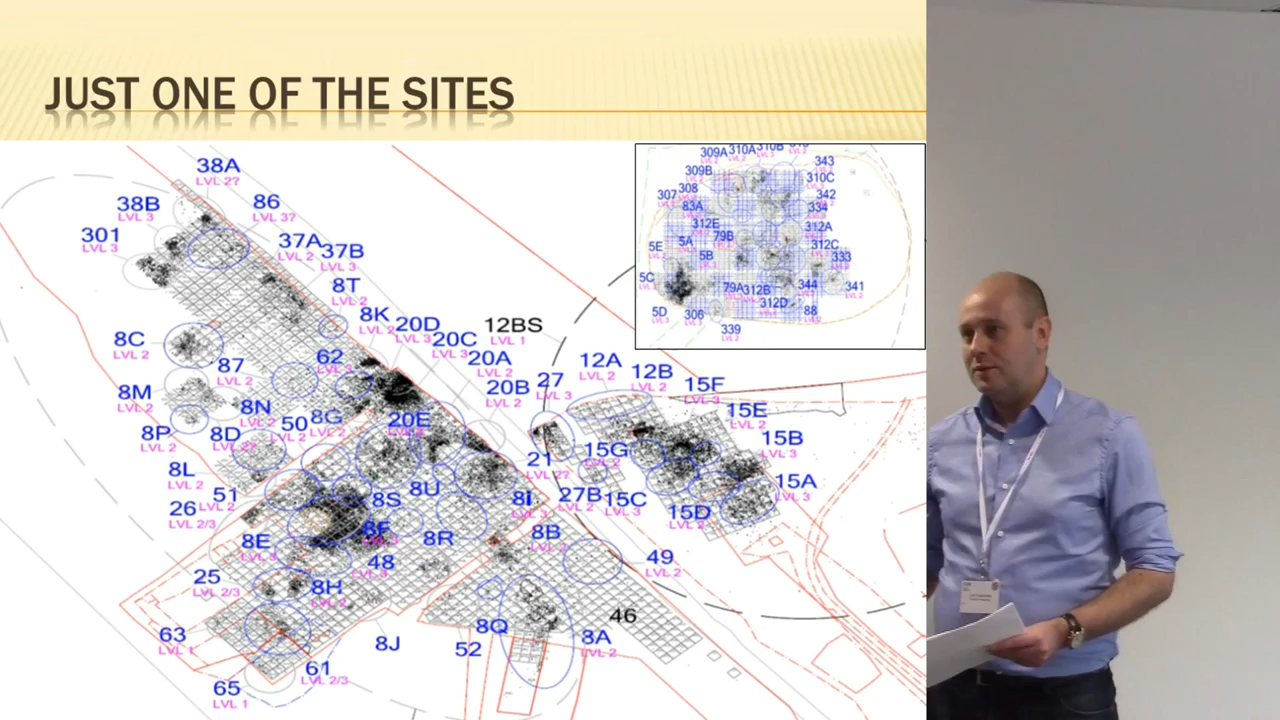 JUST ONE OF THE SITES
38A
LVL 2?
38B
LVL 3
86
LVL 3?
301
LVL 3
37A
LVL 2
37B
LVL 3
8T
LVL 2
8K
LVL 2
20D
LVL 3
20C
LVL 3
12BS
LVL 1
20A
LVL 2
20B
LVL 2
27
LVL 3
12A
LVL 2
12B
LVL 2
15F
LVL 3
15E
LVL 2
15B
LVL 3
15A
LVL 3
8C
LVL 2
87
LVL 2
62
8M
LVL 2
8N
LVL 2
50
LVL 2
8G
LVL 2
20E
8P
LVL 2
8D
21
LVL 2?
15G
8L
LVL 2
51
LVL 2
26
LVL 2/3
8S
8U
8i
27B
LVL 2
15C
LVL 3
15D
LVL 2
8E
8F
8R
8B
49
LVL 2
25
LVL 2/3
8H
48
46
63
LVL 1
8J
8Q
52
8A
LVL 2
61
LVL 2/3
65
LVL 1
309A
310A
310B
343
309B
310C
307
308
342
83A
334
312E
312A
79B
5E
5A
312C
5B
333
5C
79A
312B
344
341
312D
5D
306
88
339
LVL 2